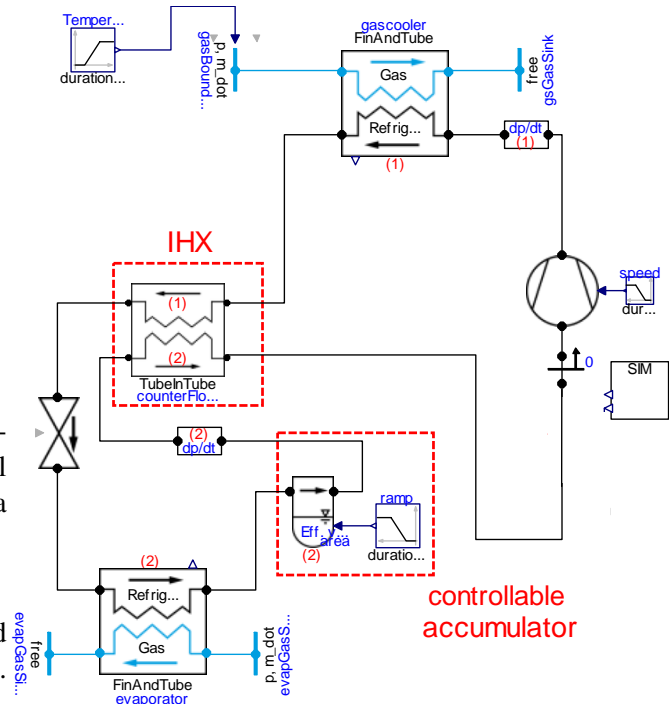 Temper...
duration...
p, m_dot
gasBound...
gascooler
FinAndTube
Gas
Refrig...
(1)
free
gsGasSink
dp/dt
(1)
IHX
(1)
(2)
TubeInTube
counterFlo...
speed
dur...
0
SIM
(2)
dp/dt
ramp
Eff. y...
area
(2)
duratio...
controllable
accumulator
(2)
Refrig...
Gas
free
evapGasSi...
p, m_dot
evapGasS...
FinAndTube
evaporator
-
l
a
d
.